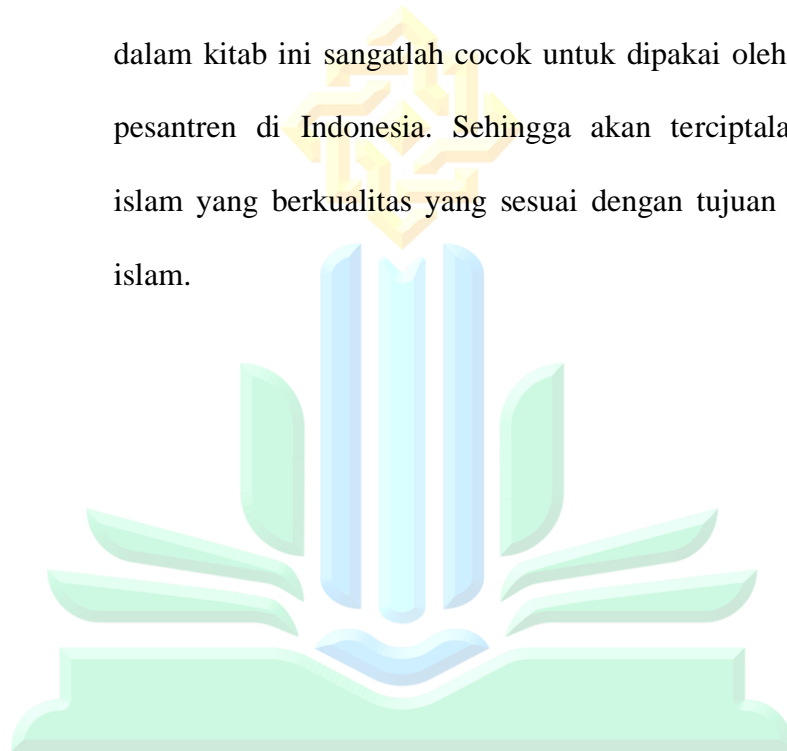 dalam kitab ini sangatlah cocok untuk dipakai oleh
pesantren di Indonesia. Sehingga akan terciptala
islam yang berkualitas yang sesuai dengan tujuan
islam.